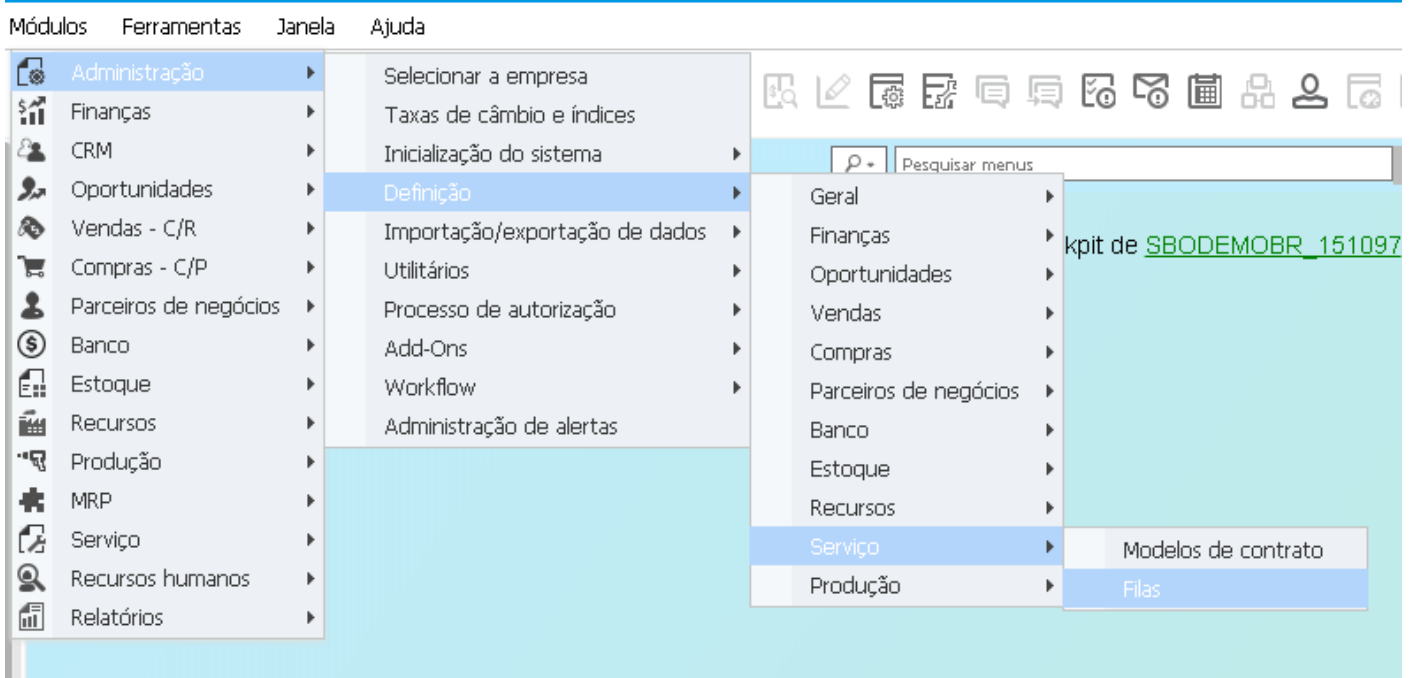 Módulos Ferramentas Janela Ajuda
Administração
Finanças
CRM
Oportunidades
Vendas - C/R
Compras - C/P
Parceiros de negócios
Banco
Estoque
Recursos
Produção
MRP
Serviço
Recursos humanos
Relatórios
Selecionar a empresa
Taxas de câmbio e índices
Inicialização do sistema
Definição
Importação/exportação de dados
Utilitários
Processo de autorização
Add-Ons
Workflow
Administração de alertas
Pesquisar menus
kpit de SBODEMOBR_151097
Geral
Finanças
Oportunidades
Vendas
Compras
Parceiros de negócios
Banco
Estoque
Recursos
Serviço
Produção
Modelos de contrato
Filas